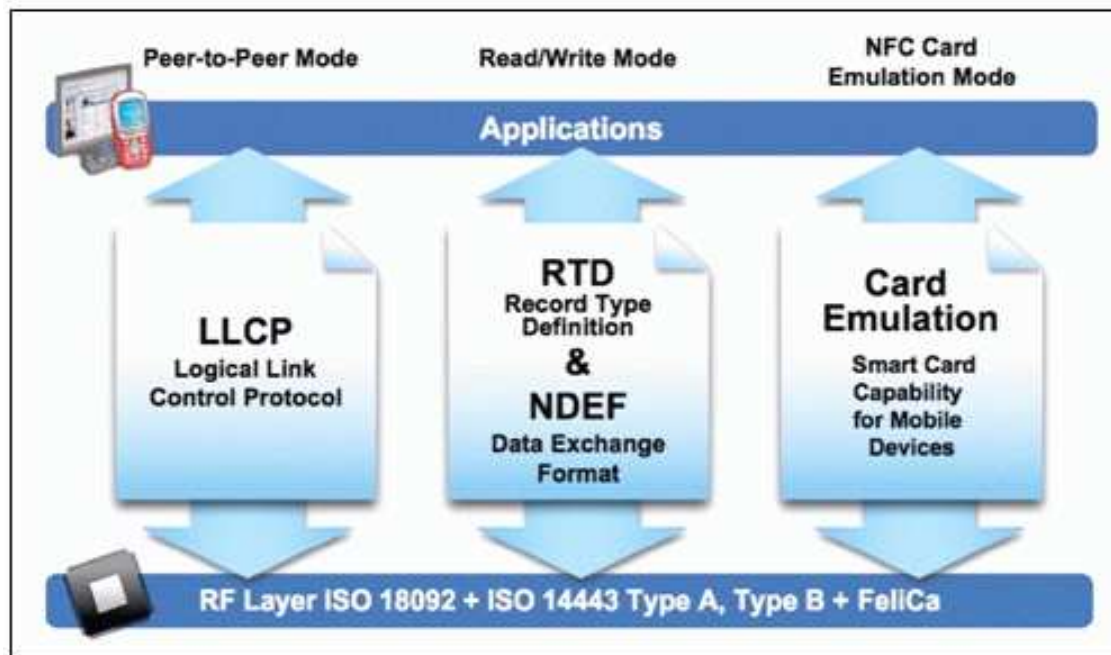 Peer-to-Peer Mode
Read/Write Mode
NFC Card
Emulation Mode
Applications
LLCP
Logical Link
Control Protocol
RTD
Record Type
Definition
&
NDEF
Data Exchange
Format
Card
Emulation
Smart Card
Capability
for Mobile
Devices
RF Layer ISO 18092 + ISO 14443 Type A, Type B + FeliCa